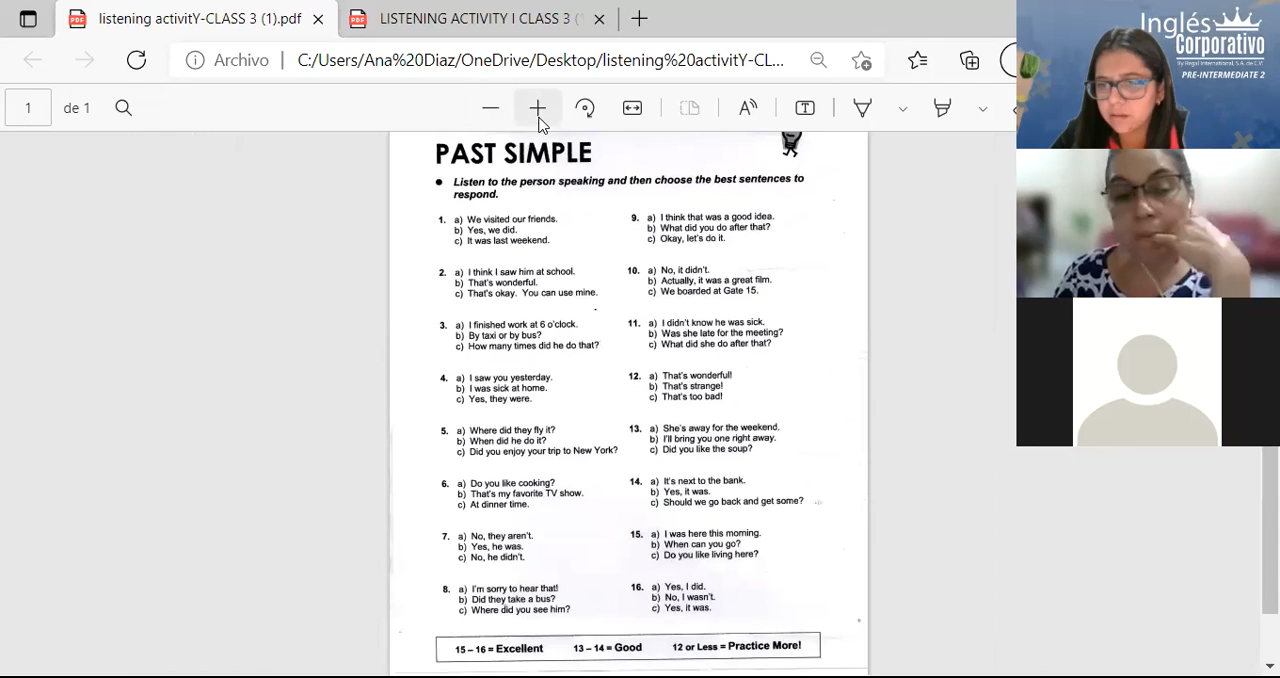 listening activitY-CLASS 3 (1).pdf
LISTENING ACTIVITY I CLASS 3 (
Archivo
C:/Users/Ana%20Diaz/OneDrive/Desktop/listening%20activitY-CL...
1
de 1
PAST SIMPLE
Listen to the person speaking and then choose the best sentences to
respond.
1. a) We visited our friends.
b) Yes, we did.
c) It was last weekend.
2. a) I think I saw him at school.
b) That's wonderful.
c) That's okay. You can use mine.
3. a) I finished work at 6 o'clock.
b) By taxi or by bus?
c) How many times did he do that?
4. a) I saw you yesterday.
b) I was sick at home.
c) Yes, they were.
5. a) Where did they fly it?
b) When did he do it?
c) Did you enjoy your trip to New York?
6. a) Do you like cooking?
b) That's my favorite TV show.
c) At dinner time.
7. a) No, they aren't.
b) Yes, he was.
c) No, he didn't.
8. a) I'm sorry to hear that!
b) Did they take a bus?
c) Where did you see him?
9. a) I think that was a good idea.
b) What did you do after that?
c) Okay, let's do it.
10. a) No, it didn't.
b) Actually, it was a great film.
c) We boarded at Gate 15.
11. a) I didn't know he was sick.
b) Was she late for the meeting?
c) What did she do after that?
12. a) That's wonderful!
b) That's strange!
c) That's too bad!
13. a) She's away for the weekend.
b) I'll bring you one right away.
c) Did you like the soup?
14. a) It's next to the bank.
b) Yes, it was.
c) Should we go back and get some?
15. a) I was here this morning.
b) When can you go?
c) Do you like living here?
16. a) Yes, I did.
b) No, I wasn't.
c) Yes, it was.
15 – 16 = Excellent 13 – 14 = Good 12 or Less = Practice More!
Inglés
Corporativo
By Regal International, S.A. de C.V.
PRE-INTERMEDIATE 2